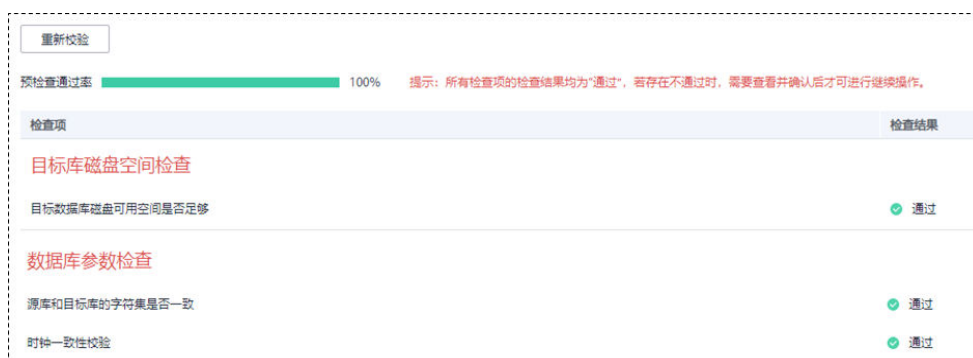 重新校验
预检查通过率 100% 提示：所有检查项的检查结果均为“通过”，若存在不通过时，需要查看并确认后才可进行继续操作。
检查项 检查结果
目标库磁盘空间检查
目标数据库磁盘可用空间是否足够 通过
数据库参数检查
源库和目标库的字符集是否一致 通过
时钟一致性校验 通过